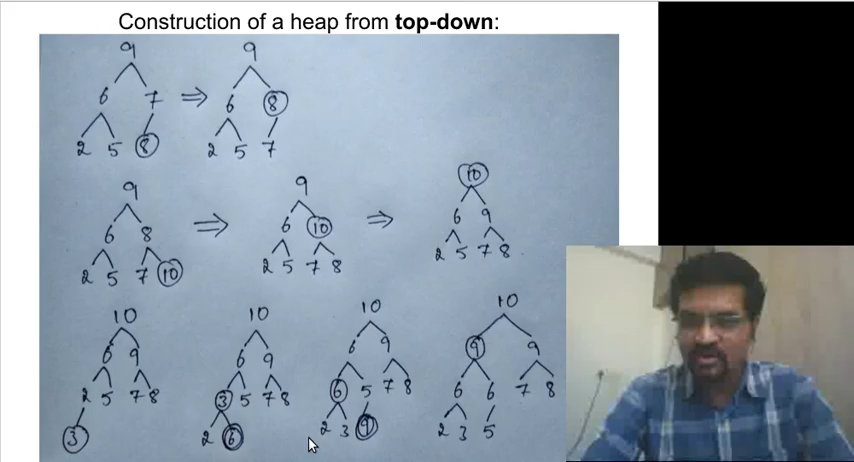 Construction of a heap from top-down:
9 9
6 7 ⇒ 6 8
2 5 8 2 5 7
10
9 9
6 8 ⇒ 6 10 ⇒ 6 9
2 5 7 10 2 5 7 8 2 5 7 8
10 10 10 10
6 9 6 9 6 9 9 9
2 5 7 8 3 5 7 8 6 5 7 8 6 6 7 8
3 2 6 2 3 9 2 3 5